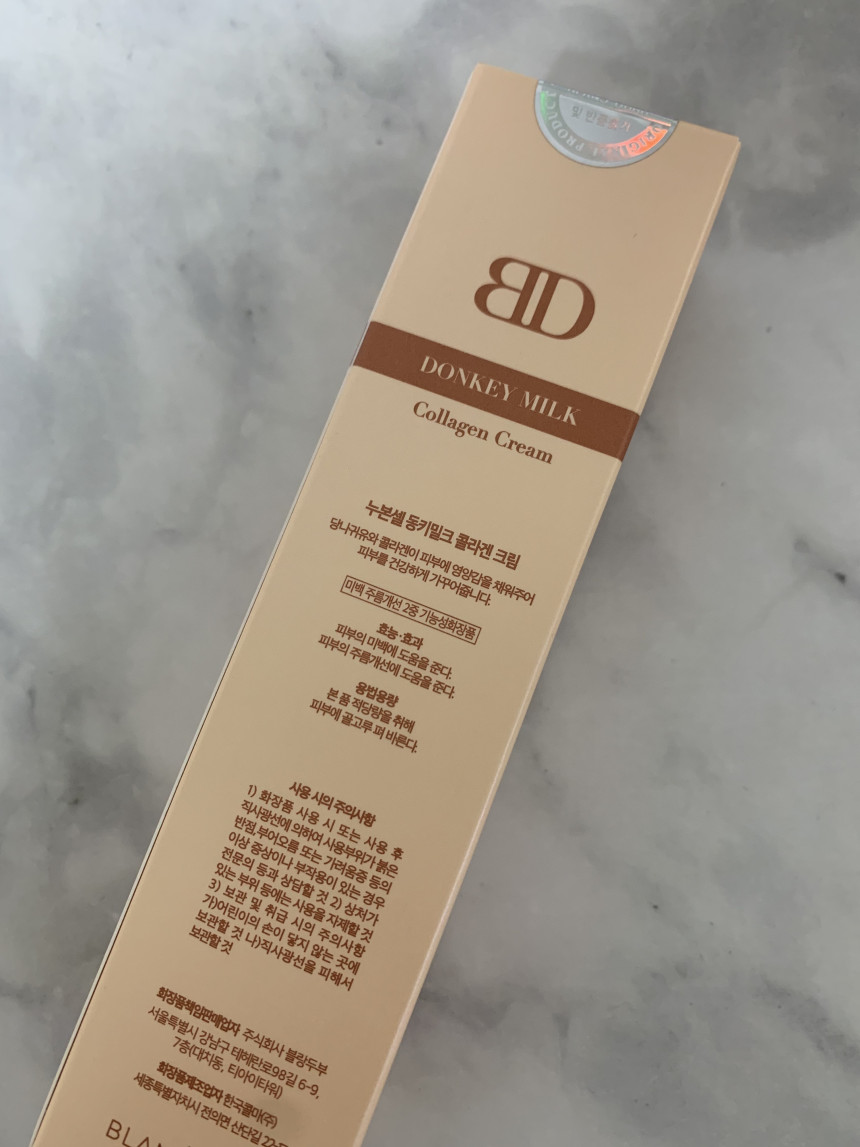 및 반품불가
PRODUCT
BD
DONKEY MILK
Collagen Cream
누본셀 동키밀크 콜라겐 크림
당나귀유와 콜라겐이 피부에 영양감을 채워주어
피부를 건강하게 가꾸어줍니다.
미백 주름개선 2중 기능성화장품
효능·효과
피부의 미백에 도움을 준다.
피부의 주름개선에 도움을 준다.
용법용량
본 품 적당량을 취해
피부에 골고루 펴 바른다.
사용 시의 주의사항
1) 화장품 사용 시 또는 사용 후
직사광선에 의하여 사용부위가 붉은
반점,부어오름 또는 가려움증 등의
이상 증상이나 부작용이 있는 경우
전문의 등과 상담할 것 2) 상처가
있는 부위 등에는 사용을 자제할 것
3) 보관 및 취급 시의 주의사항
가)어린이의 손이 닿지 않는 곳에
보관할 것 나)직사광선을 피해서
보관할 것
화장품책임판매업자 주식회사 블랑두부
서울특별시 강남구 테헤란로98길 6-9,
7층(대치동, 티아이타워)
화장품제조업자 한국콜마(주)
세종특별자치시 전의면 산단길
BLAN